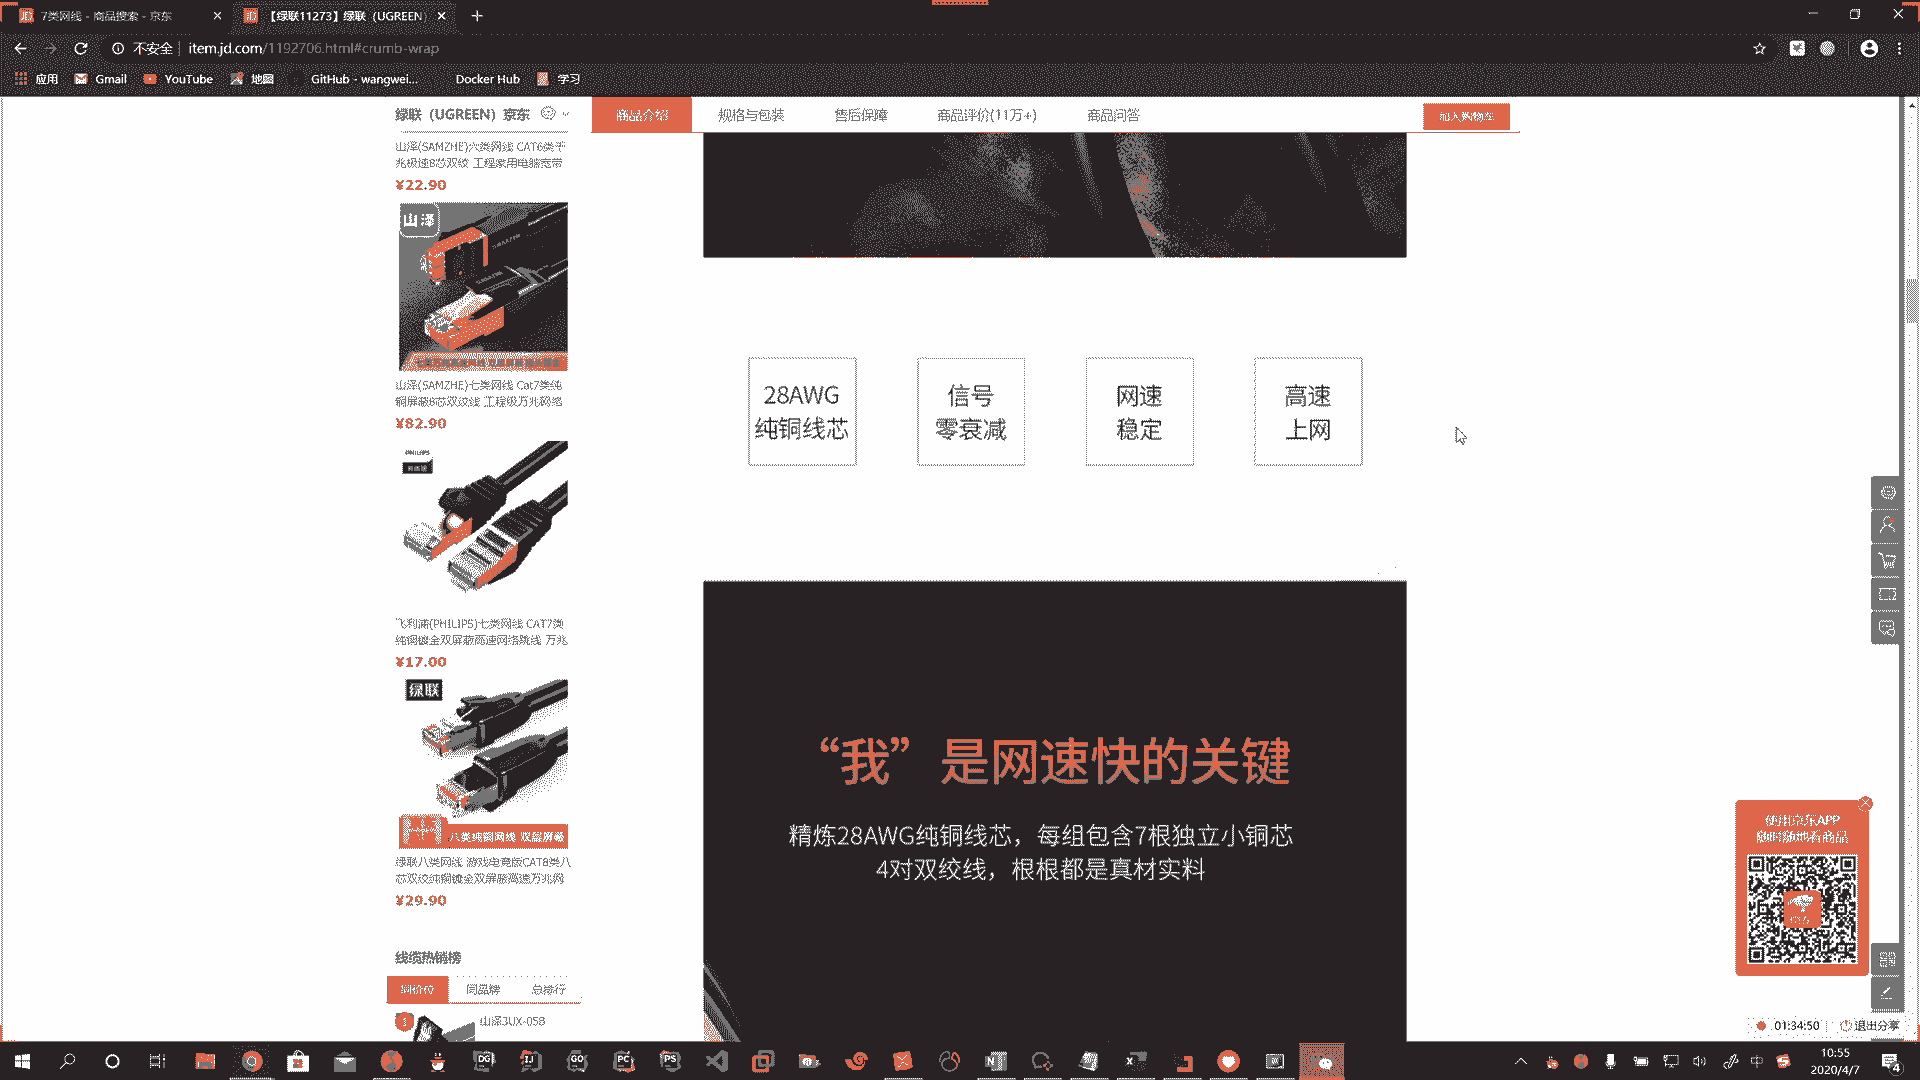 7类网线 - 商品搜索 - 京东
【绿联11273】绿联（UGREEN）
不安全 item.jd.com/1192706.html#crumb-wrap
应用 Gmail YouTube 地图 GitHub - wangwei... Docker Hub 学习
绿联（UGREEN）京东
商品介绍 规格与包装 售后保障 商品评价(11万+) 商品问答 加入购物车
山泽(SAMZHE)六类网线 CAT6类千
兆极速8芯双绞 工程家用电脑宽带
¥22.90
山泽
山泽(SAMZHE)七类网线 Cat7类纯
铜屏蔽8芯双绞线 工程级万兆网络
¥82.90
PHILIPS
飞利浦(PHILIPS)七类网线 CAT7类
纯铜镀金双屏蔽高速网络跳线 万兆
¥17.00
绿联
八类纯铜网线 双层屏蔽
绿联八类网线 游戏电竞版CAT8类八
芯双绞纯铜镀金双屏蔽高速万兆网
¥29.90
线缆热销榜
同价位 同品牌 总排行
1
山泽3UX-058
28AWG
纯铜线芯
信号
零衰减
网速
稳定
高速
上网
“我”是网速快的关键
精炼28AWG纯铜线芯，每组包含7根独立小铜芯
4对双绞线，根根都是真材实料
使用京东APP
随时随地看商品
01:34:50 退出分享
DG IJ GO PC PS
中
10:55
2020/4/7
4